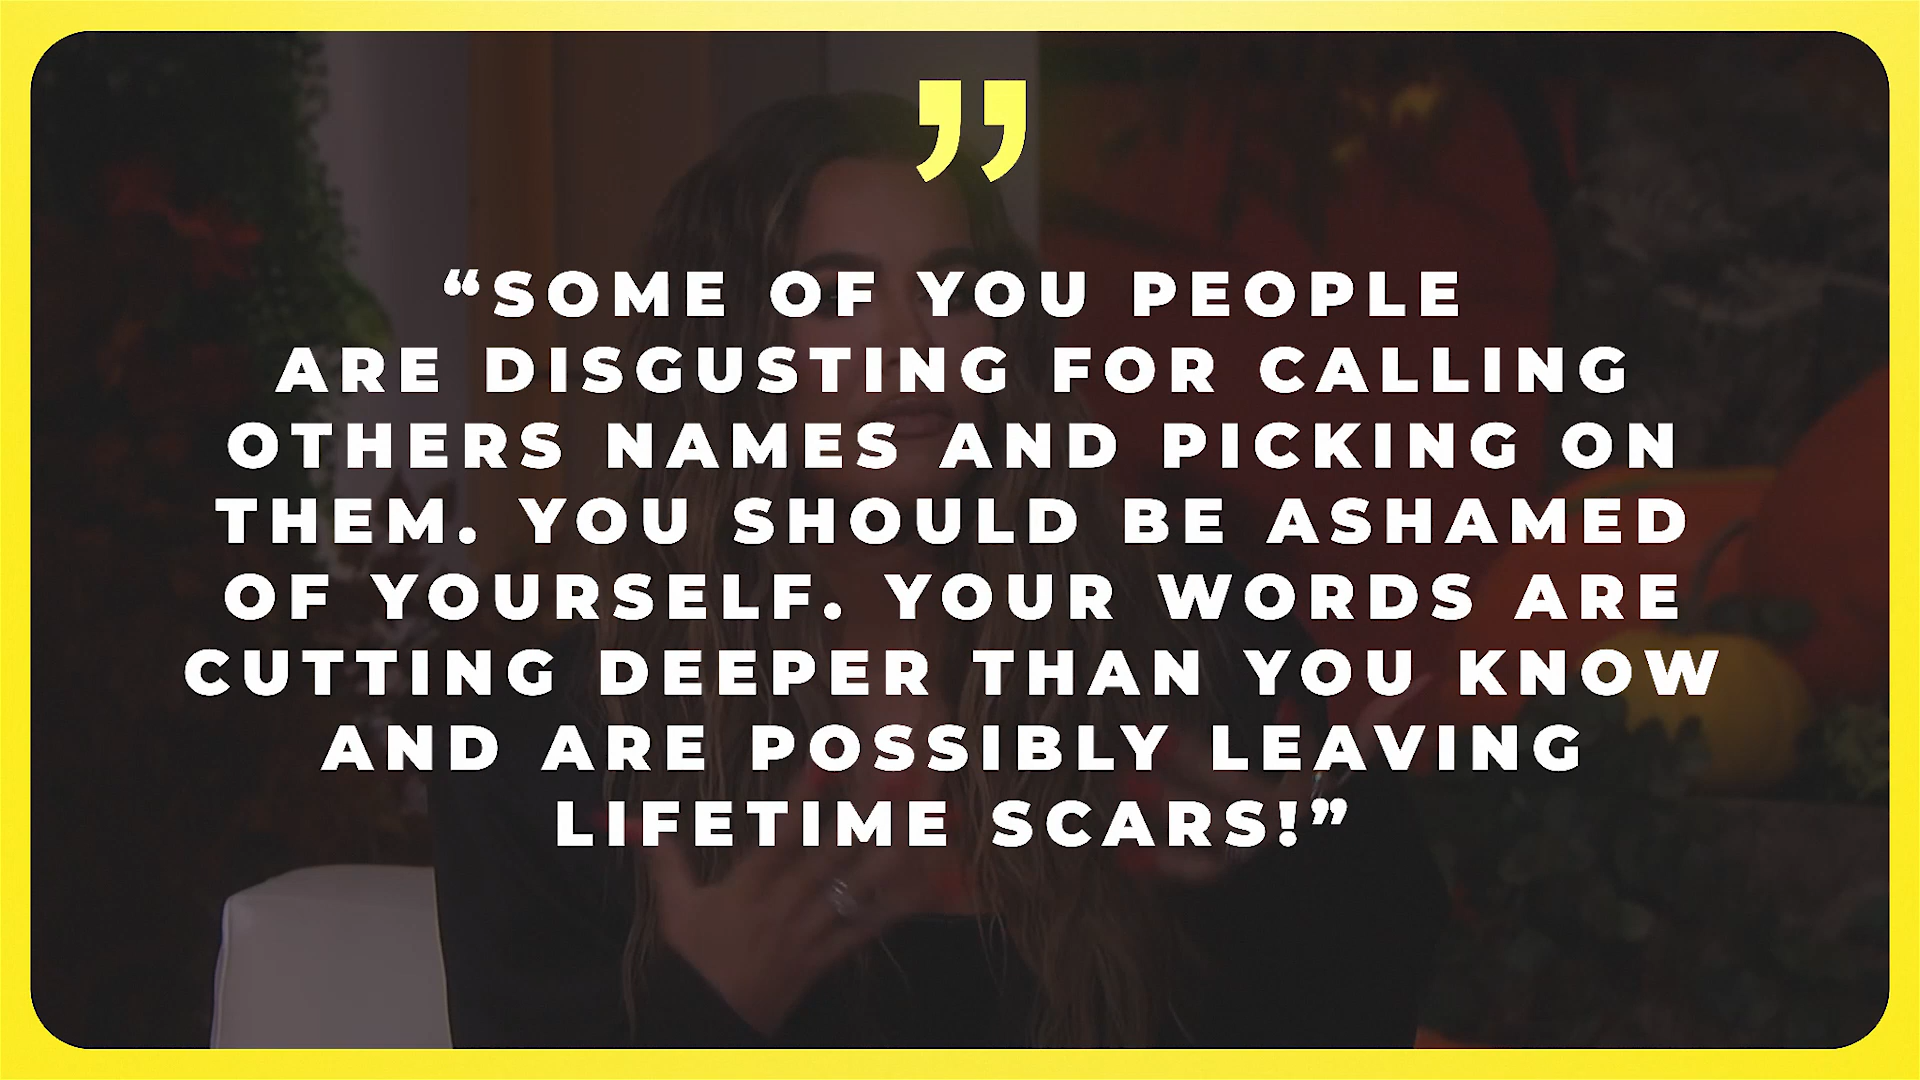 ”
“SOME OF YOU PEOPLE
ARE DISGUSTING FOR CALLING
OTHERS NAMES AND PICKING ON
THEM. YOU SHOULD BE ASHAMED
OF YOURSELF. YOUR WORDS ARE
CUTTING DEEPER THAN YOU KNOW
AND ARE POSSIBLY LEAVING
LIFETIME SCARS!”